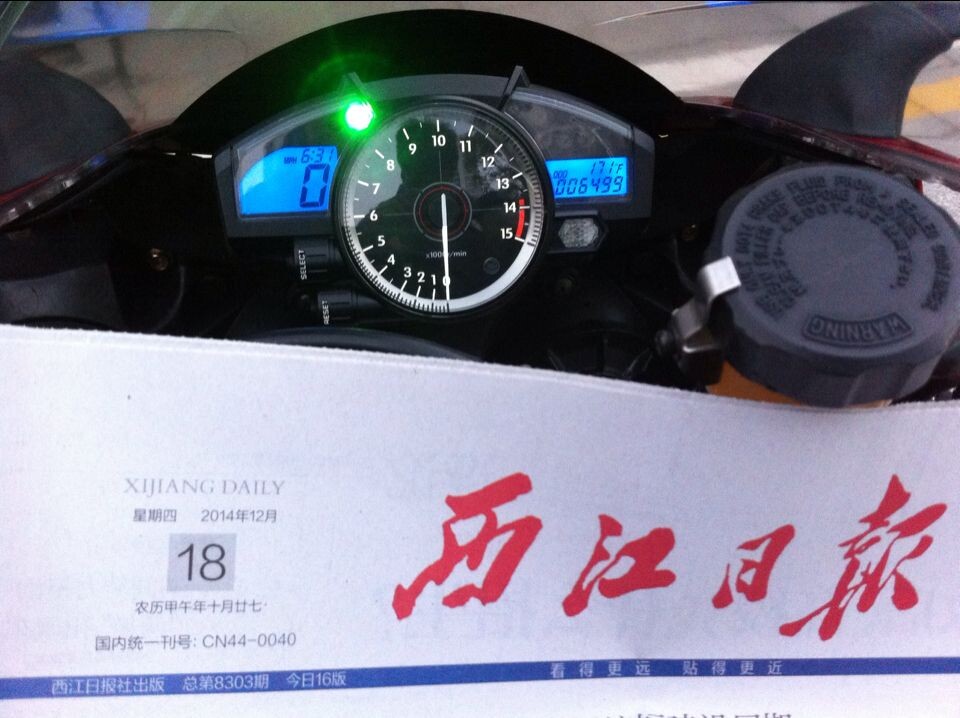 MPH 6:31
0
171°F
ODO 006499
0 1 2 3 4 5 6 7 8 9 10 11 12 13 14 15
x1000r/min
SELECT
RESET
WARNING
XIJIANG DAILY
星期四 2014年12月
18
农历甲午年十月廿七
国内统一刊号: CN44-0040
西江日报
西江日报社出版 总第8303期 今日16版
看得更远 贴得更近